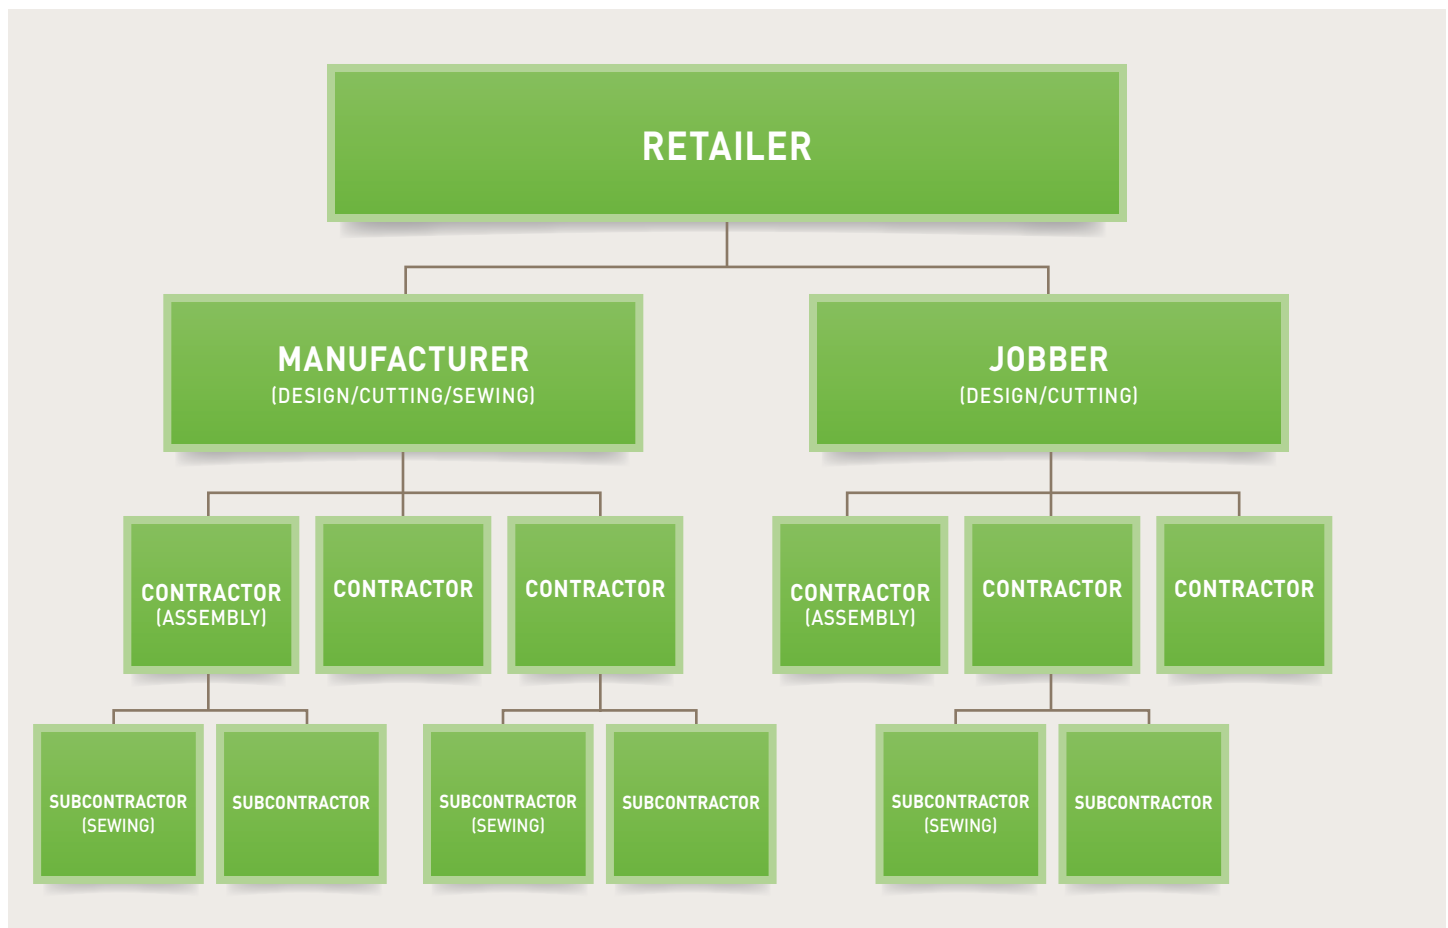 RETAILER
MANUFACTURER
(DESIGN/CUTTING/SEWING)
JOBBER
(DESIGN/CUTTING)
CONTRACTOR
(ASSEMBLY)
CONTRACTOR
CONTRACTOR
CONTRACTOR
(ASSEMBLY)
CONTRACTOR
CONTRACTOR
SUBCONTRACTOR
(SEWING)
SUBCONTRACTOR
SUBCONTRACTOR
(SEWING)
SUBCONTRACTOR
SUBCONTRACTOR
(SEWING)
SUBCONTRACTOR